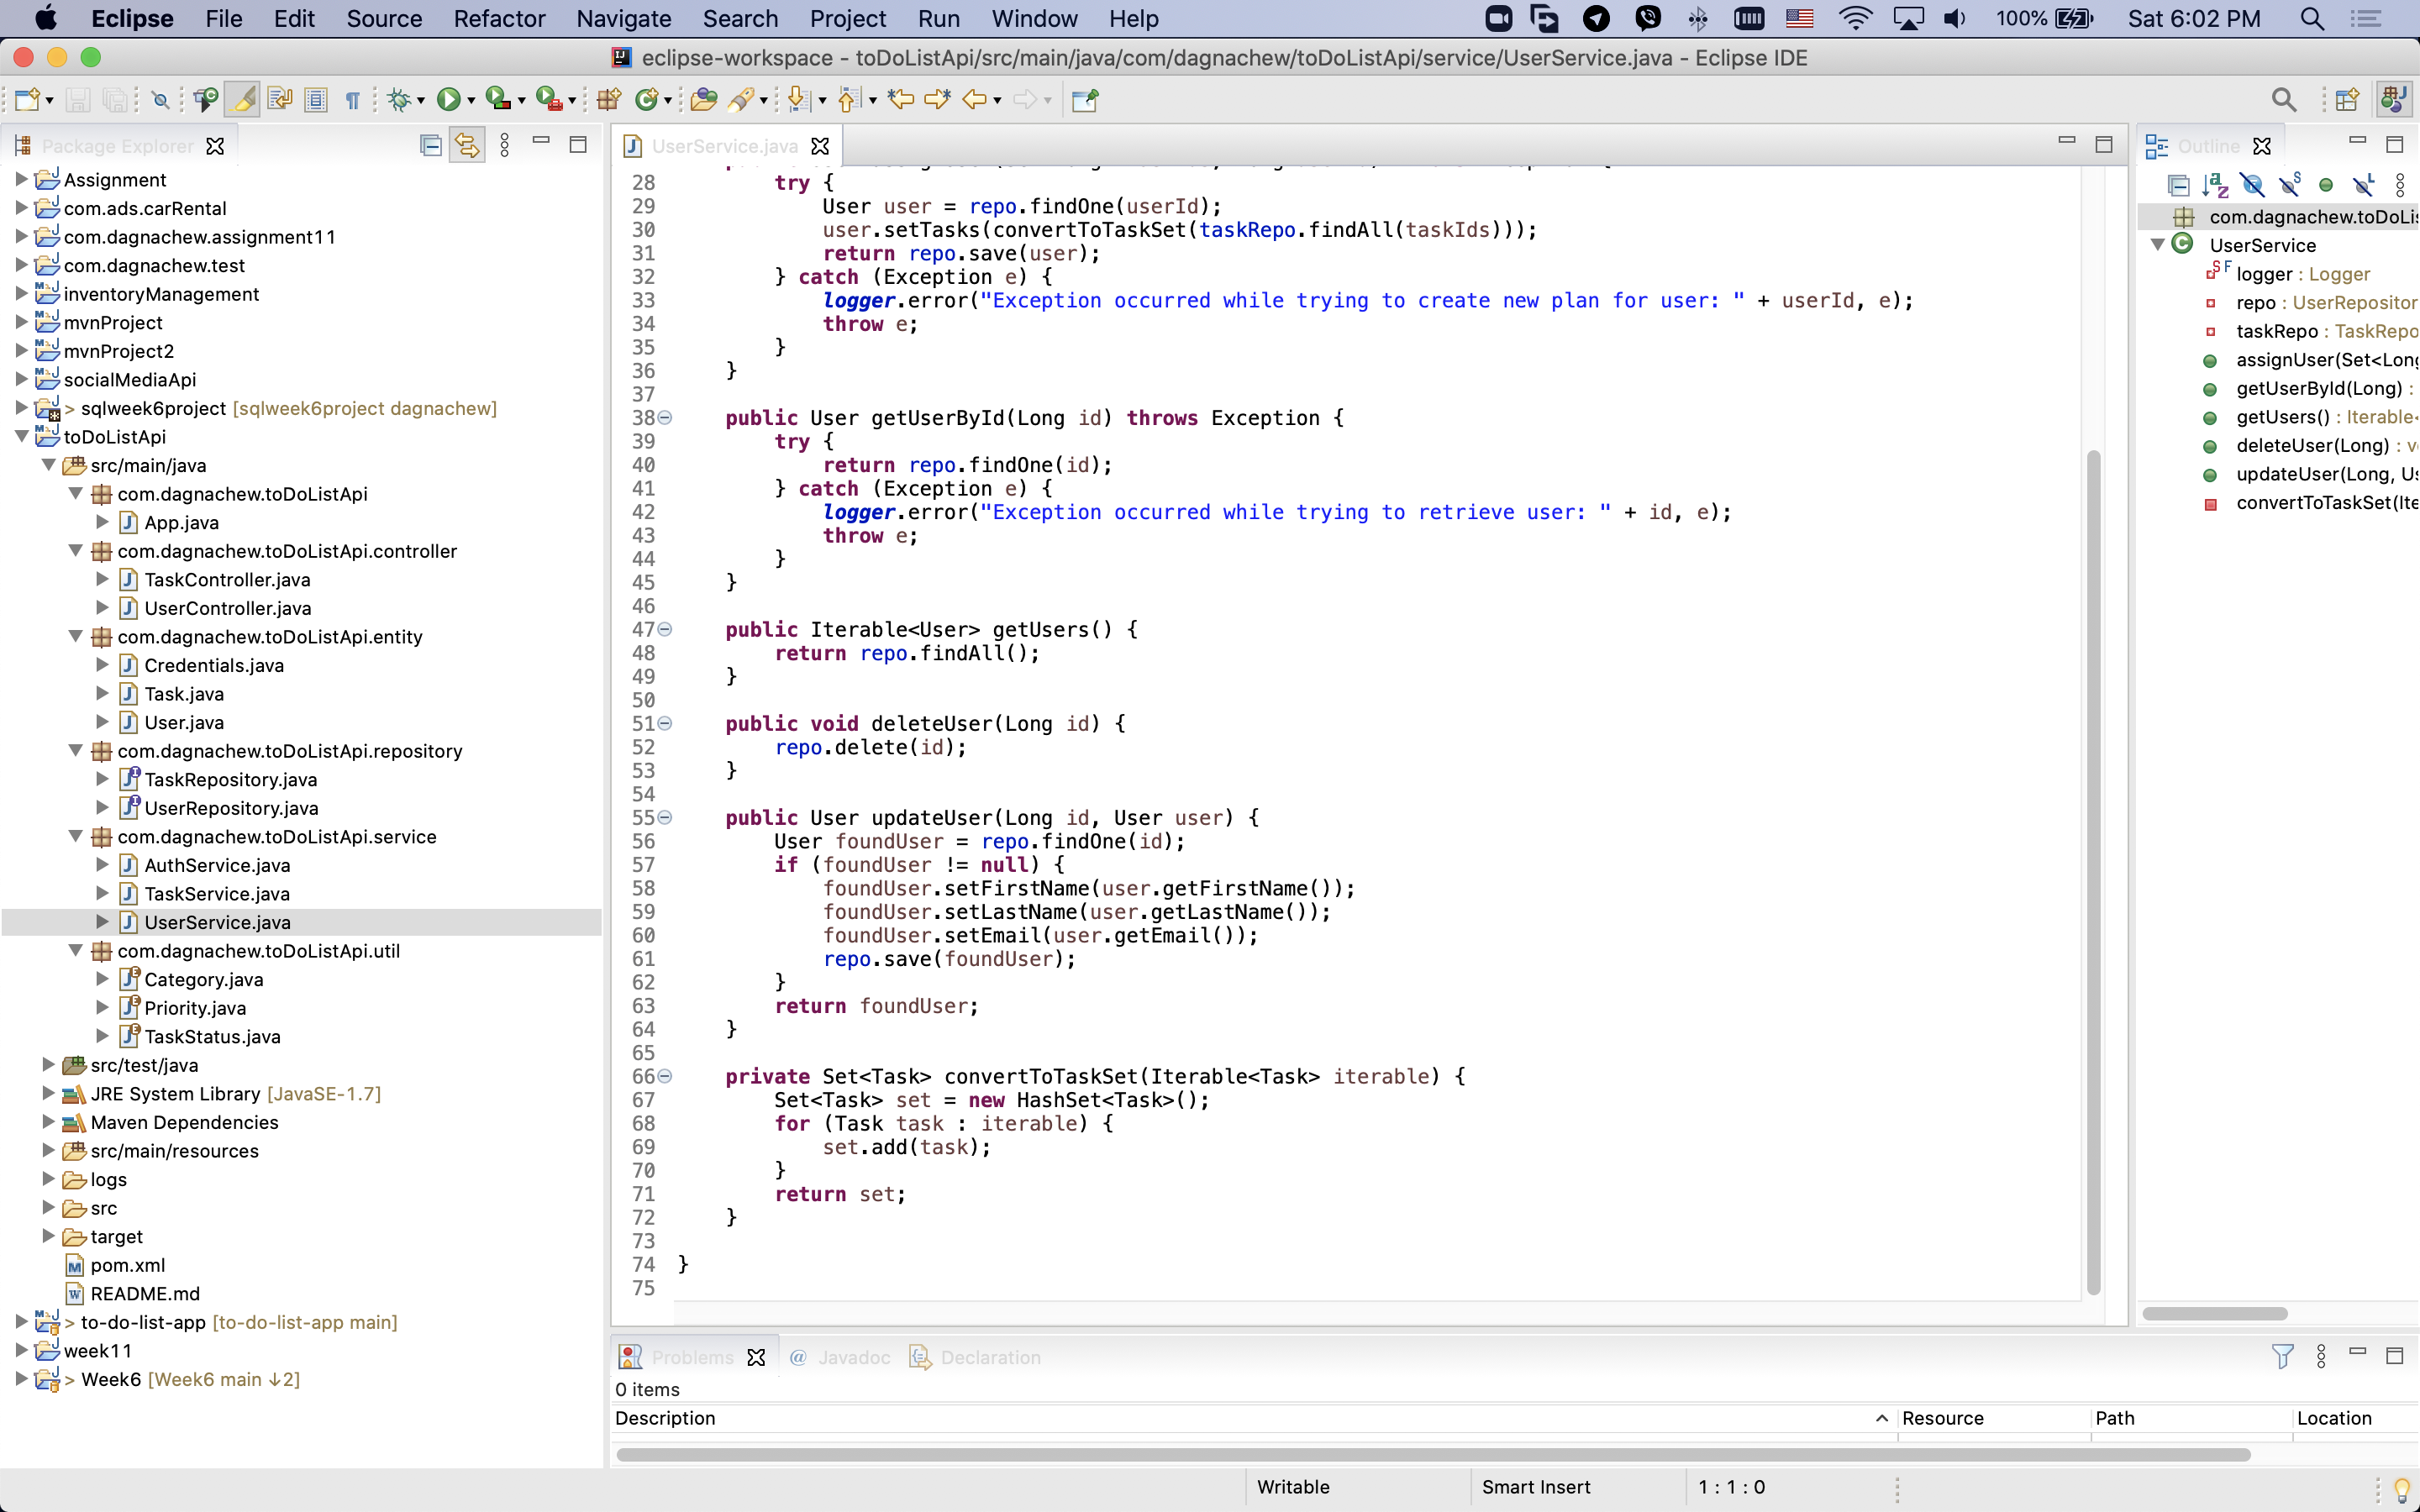 Eclipse File Edit Source Refactor Navigate Search Project Run Window Help 100% Sat 6:02 PM
eclipse-workspace - toDoListApi/src/main/java/com/dagnachew/toDoListApi/service/UserService.java - Eclipse IDE
Package Explorer
Assignment
com.ads.carRental
com.dagnachew.assignment11
com.dagnachew.test
inventoryManagement
mvnProject
mvnProject2
socialMediaApi
> sqlweek6project [sqlweek6project dagnachew]
toDoListApi
src/main/java
com.dagnachew.toDoListApi
App.java
com.dagnachew.toDoListApi.controller
TaskController.java
UserController.java
com.dagnachew.toDoListApi.entity
Credentials.java
Task.java
User.java
com.dagnachew.toDoListApi.repository
TaskRepository.java
UserRepository.java
com.dagnachew.toDoListApi.service
AuthService.java
TaskService.java
UserService.java
com.dagnachew.toDoListApi.util
Category.java
Priority.java
TaskStatus.java
src/test/java
JRE System Library [JavaSE-1.7]
Maven Dependencies
src/main/resources
logs
src
target
pom.xml
README.md
> to-do-list-app [to-do-list-app main]
week11
> Week6 [Week6 main ↓2]
UserService.java
28 try {
29 User user = repo.findOne(userId);
30 user.setTasks(convertToTaskSet(taskRepo.findAll(taskIds)));
31 return repo.save(user);
32 } catch (Exception e) {
33 logger.error("Exception occurred while trying to create new plan for user: " + userId, e);
34 throw e;
35 }
36 }
37
38 public User getUserById(Long id) throws Exception {
39 try {
40 return repo.findOne(id);
41 } catch (Exception e) {
42 logger.error("Exception occurred while trying to retrieve user: " + id, e);
43 throw e;
44 }
45 }
46
47 public Iterable<User> getUsers() {
48 return repo.findAll();
49 }
50
51 public void deleteUser(Long id) {
52 repo.delete(id);
53 }
54
55 public User updateUser(Long id, User user) {
56 User foundUser = repo.findOne(id);
57 if (foundUser != null) {
58 foundUser.setFirstName(user.getFirstName());
59 foundUser.setLastName(user.getLastName());
60 foundUser.setEmail(user.getEmail());
61 repo.save(foundUser);
62 }
63 return foundUser;
64 }
65
66 private Set<Task> convertToTaskSet(Iterable<Task> iterable) {
67 Set<Task> set = new HashSet<Task>();
68 for (Task task : iterable) {
69 set.add(task);
70 }
71 return set;
72 }
73
74 }
75
Outline
com.dagnachew.toDoLis
UserService
logger : Logger
repo : UserRepositor
taskRepo : TaskRepo
assignUser(Set<Long
getUserById(Long) :
getUsers() : Iterable<
deleteUser(Long) : v
updateUser(Long, Us
convertToTaskSet(Ite
Problems @ Javadoc Declaration
0 items
Description Resource Path Location
Writable Smart Insert 1 : 1 : 0